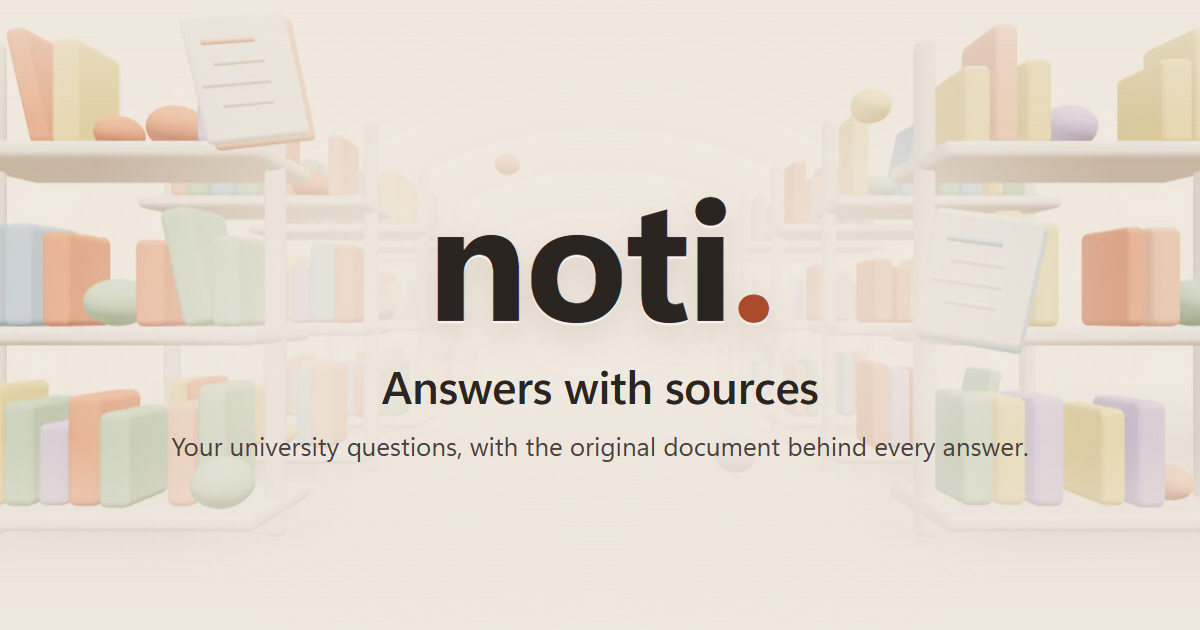 noti.
Answers with sources
Your university questions, with the original document behind every answer.